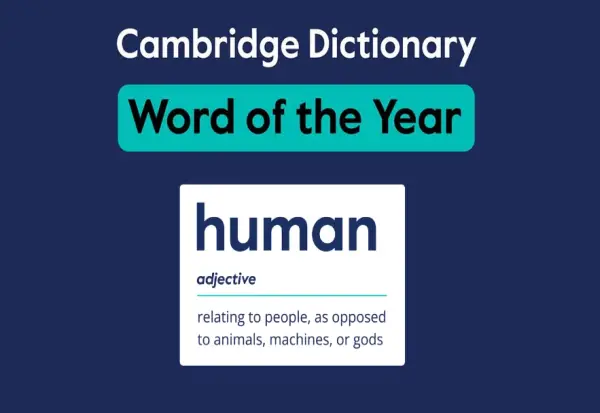 Cambridge Dictionary
Word of the Year
human
adjective
relating to people, as opposed
to animals, machines, or gods